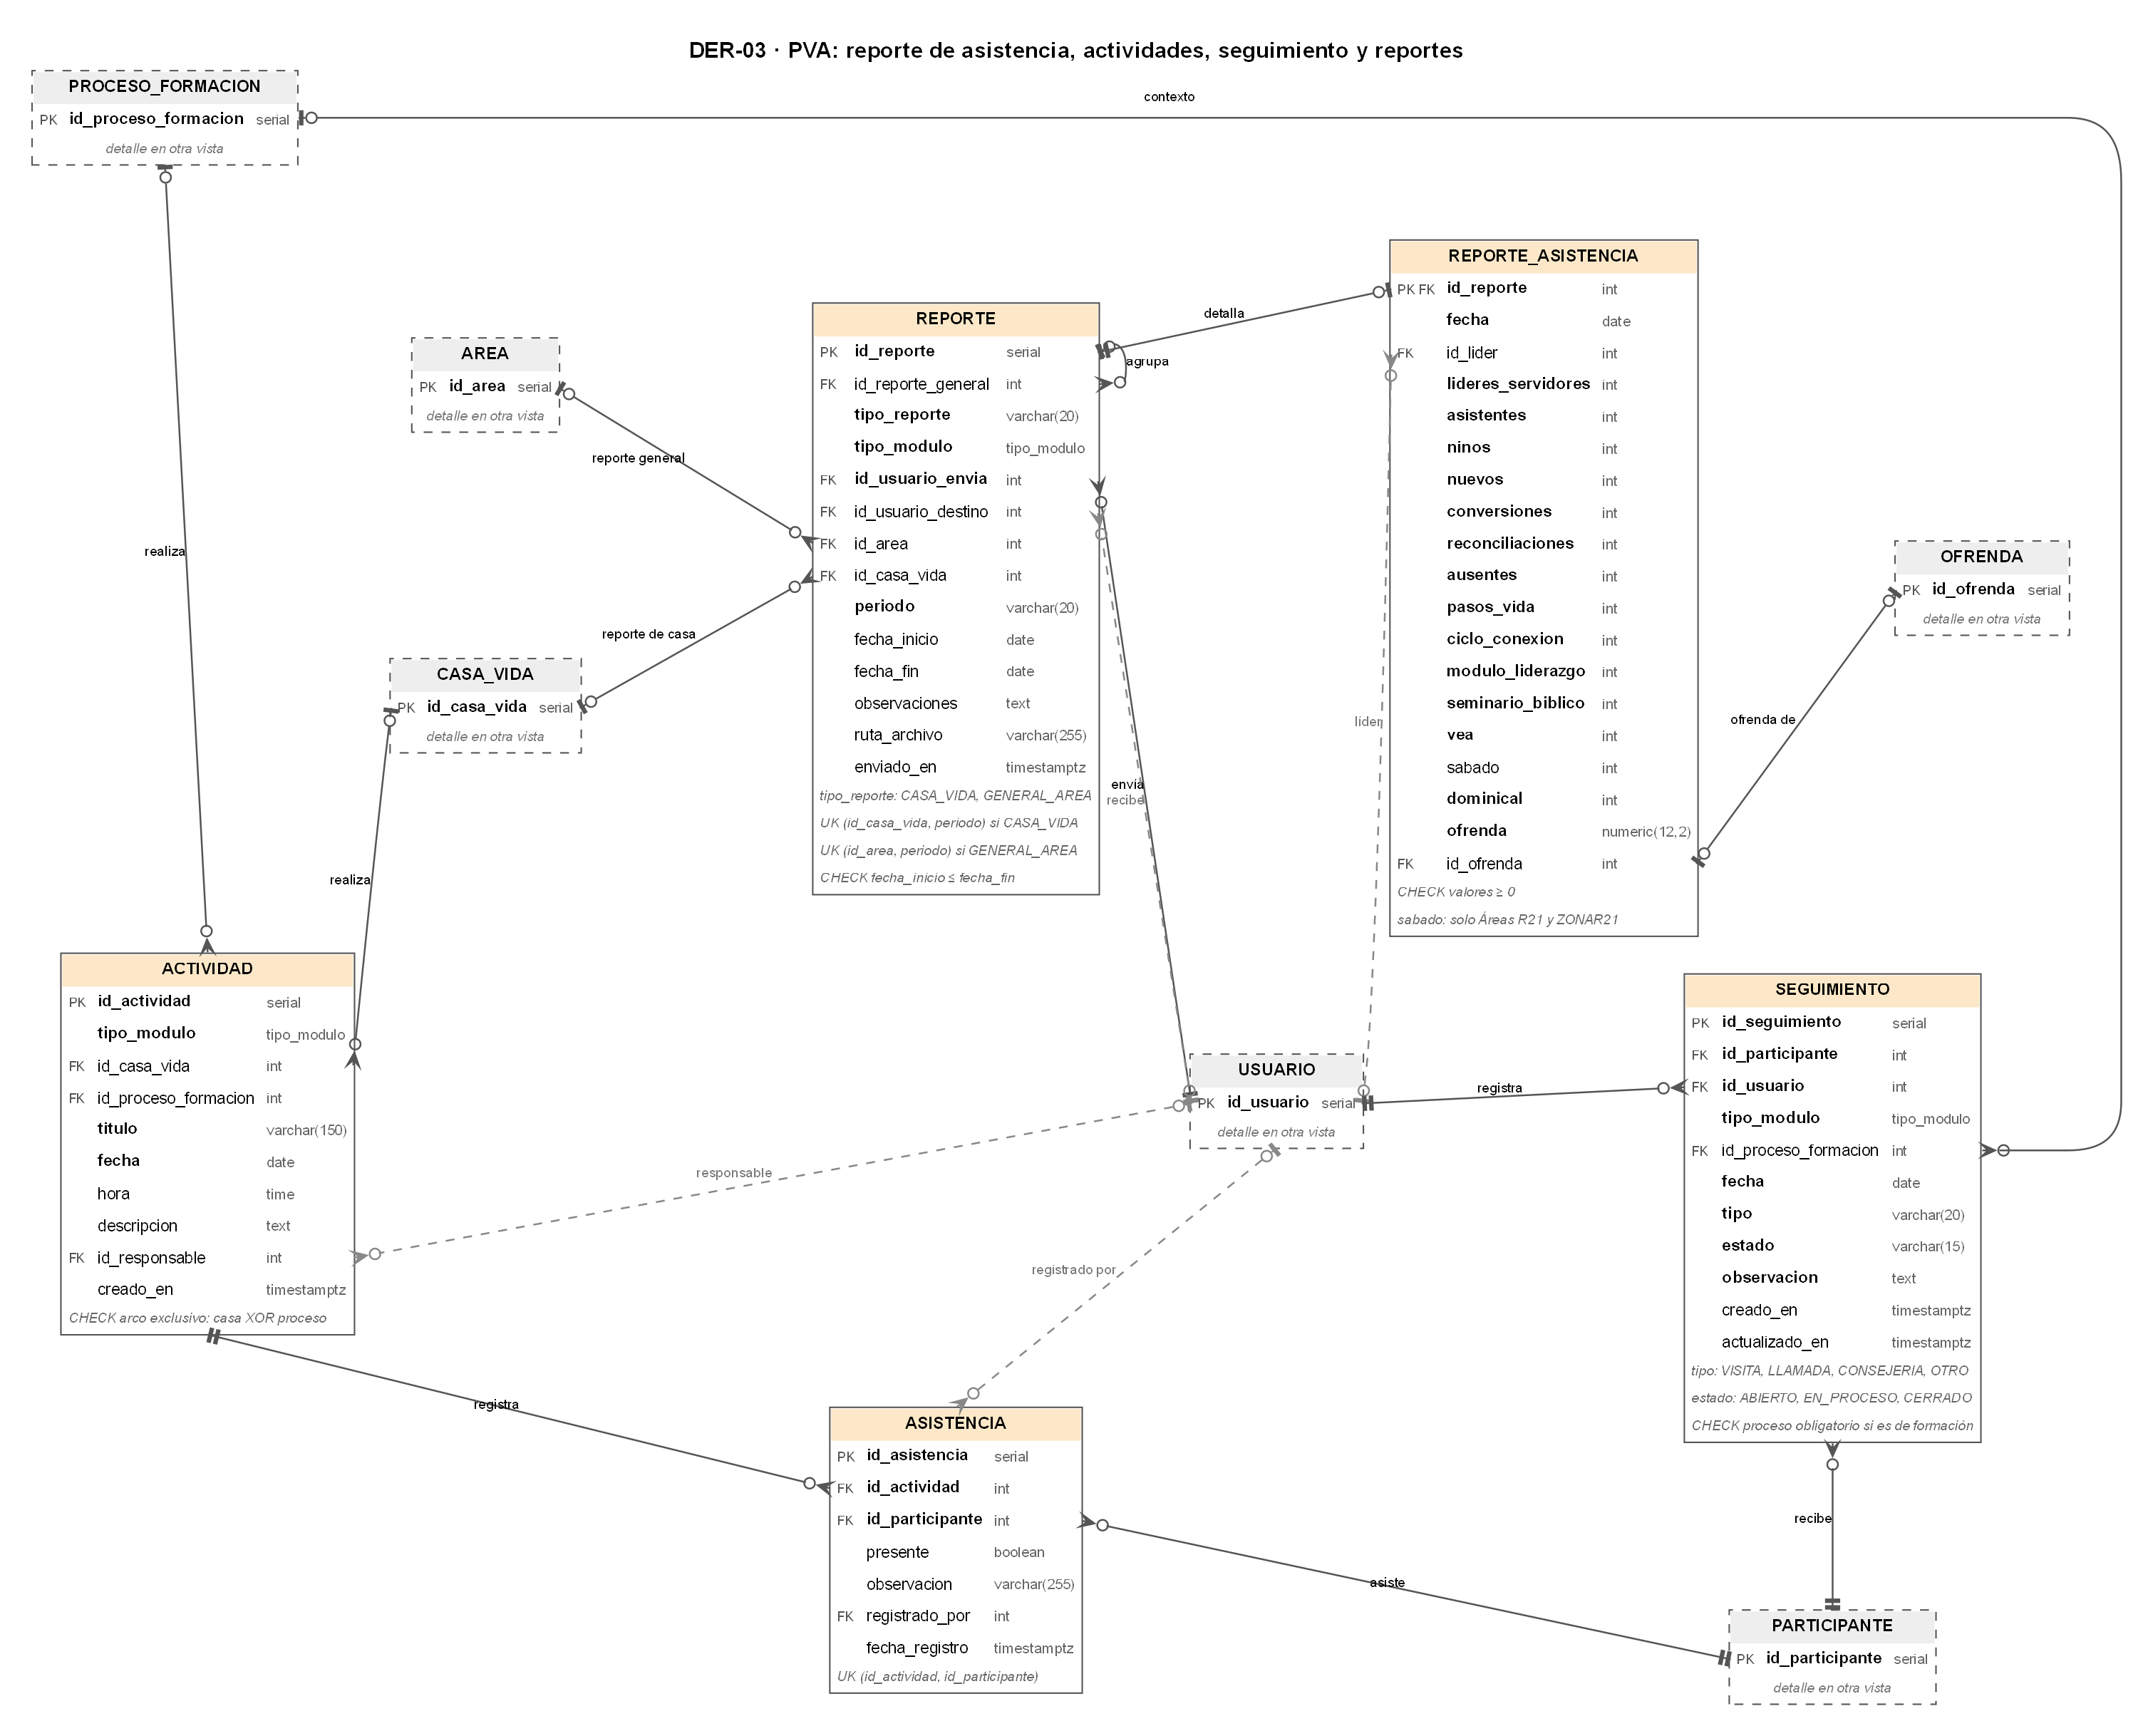 DER-03 · PVA: reporte de asistencia, actividades, seguimiento y reportes
PROCESO_FORMACION
PK id_proceso_formacion serial
detalle en otra vista
contexto
realiza
AREA
PK id_area serial
detalle en otra vista
reporte general
CASA_VIDA
PK id_casa_vida serial
detalle en otra vista
reporte de casa
realiza
REPORTE
PK id_reporte serial
FK id_reporte_general int
tipo_reporte varchar(20)
tipo_modulo tipo_modulo
FK id_usuario_envia int
FK id_usuario_destino int
FK id_area int
FK id_casa_vida int
periodo varchar(20)
fecha_inicio date
fecha_fin date
observaciones text
ruta_archivo varchar(255)
enviado_en timestamptz
tipo_reporte: CASA_VIDA, GENERAL_AREA
UK (id_casa_vida, periodo) si CASA_VIDA
UK (id_area, periodo) si GENERAL_AREA
CHECK fecha_inicio ≤ fecha_fin
detalla
agrupa
envía
recibe
REPORTE_ASISTENCIA
PK FK id_reporte int
fecha date
FK id_lider int
lideres_servidores int
asistentes int
ninos int
nuevos int
conversiones int
reconciliaciones int
ausentes int
pasos_vida int
ciclo_conexion int
modulo_liderazgo int
seminario_biblico int
vea int
sabado int
dominical int
ofrenda numeric(12,2)
FK id_ofrenda int
CHECK valores ≥ 0
sabado: solo Áreas R21 y ZONAR21
líder
OFRENDA
PK id_ofrenda serial
detalle en otra vista
ofrenda de
ACTIVIDAD
PK id_actividad serial
tipo_modulo tipo_modulo
FK id_casa_vida int
FK id_proceso_formacion int
titulo varchar(150)
fecha date
hora time
descripcion text
FK id_responsable int
creado_en timestamptz
CHECK arco exclusivo: casa XOR proceso
USUARIO
PK id_usuario serial
detalle en otra vista
registra
responsable
registrado por
SEGUIMIENTO
PK id_seguimiento serial
FK id_participante int
FK id_usuario int
tipo_modulo tipo_modulo
FK id_proceso_formacion int
fecha date
tipo varchar(20)
estado varchar(15)
observacion text
creado_en timestamptz
actualizado_en timestamptz
tipo: VISITA, LLAMADA, CONSEJERIA, OTRO
estado: ABIERTO, EN_PROCESO, CERRADO
CHECK proceso obligatorio si es de formación
registra
ASISTENCIA
PK id_asistencia serial
FK id_actividad int
FK id_participante int
presente boolean
observacion varchar(255)
FK registrado_por int
fecha_registro timestamptz
UK (id_actividad, id_participante)
asiste
recibe
PARTICIPANTE
PK id_participante serial
detalle en otra vista